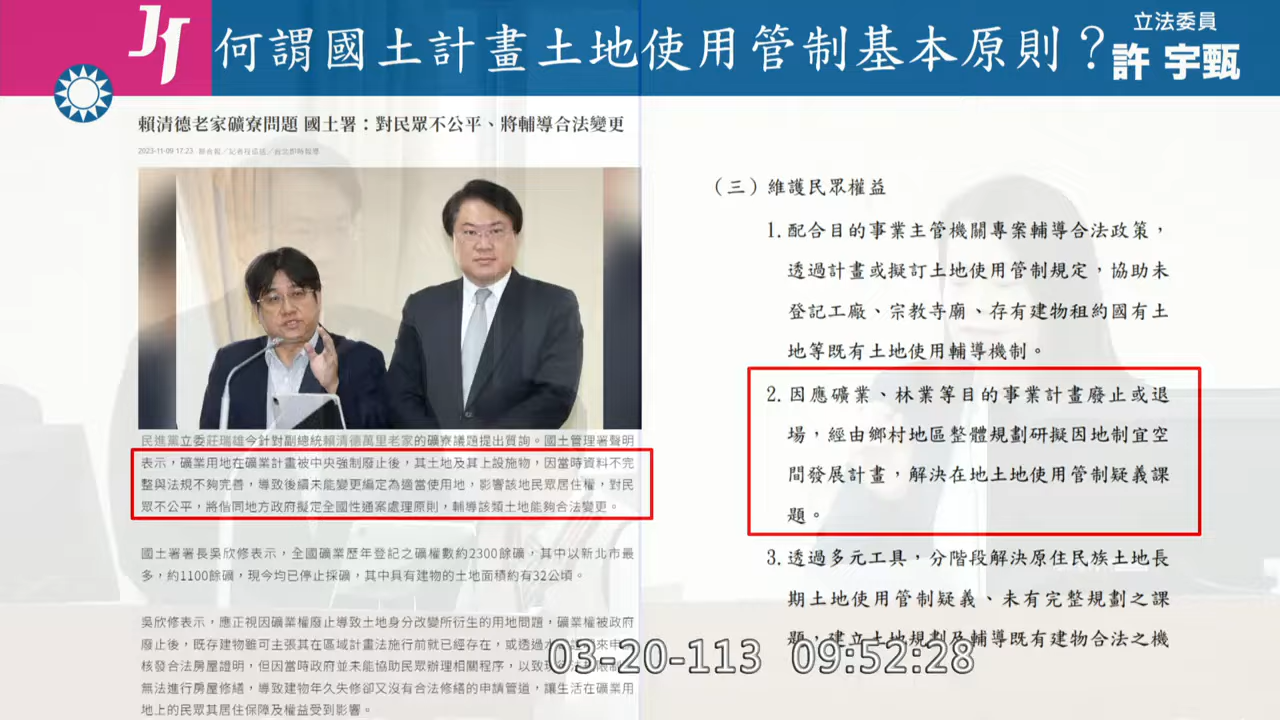 何謂國土計畫土地使用管制基本原則？
立法委員
許 宇甄
賴清德老家礦寮問題 國土署：對民眾不公平、將輔導合法變更
2023-11-09 17:23
民進黨立委莊瑞雄今針對副總統賴清德萬里老家的礦寮議題提出質詢。國土管理署聲明
表示，礦業用地在礦業計畫被中央強制廢止後，其土地及其上設施物，因當時資料不完
整與法規不夠完善，導致後續未能變更編定為適當使用地，影響該地民眾居住權，對民
眾不公平，將偕同地方政府擬定全國性通案處理原則，輔導該類土地能夠合法變更。
國土署署長吳欣修表示，全國礦業歷年登記之礦權數約2300餘礦，其中以新北市最
多，約1100餘礦，現今均已停止採礦，其中具有建物的土地面積約有32公頃。
吳欣修表示，應正視因礦業權廢止導致土地身分改變所衍生的用地問題，礦業權被政府
廢止後，既存建物雖可主張其在區域計畫法施行前就已經存在，或透過
核發合法房屋證明，但因當時政府並未能協助民眾辦理相關程序，以致
無法進行房屋修繕，導致建物年久失修卻又沒有合法修繕的申請管道，讓生活在礦業用
地上的民眾其居住保障及權益受到影響。
（三）維護民眾權益
1.配合目的事業主管機關專案輔導合法政策，
透過計畫或擬訂土地使用管制規定，協助未
登記工廠、宗教寺廟、存有建物租約國有土
地等既有土地使用輔導機制。
2.因應礦業、林業等目的事業計畫廢止或退
場，經由鄉村地區整體規劃研擬因地制宜空
間發展計畫，解決在地土地使用管制疑義課
題。
3.透過多元工具，分階段解決原住民族土地長
期土地使用管制疑義、未有完整規劃之課
題，建立土地規劃及輔導既有建物合法之機
03-20-113 09:52:28